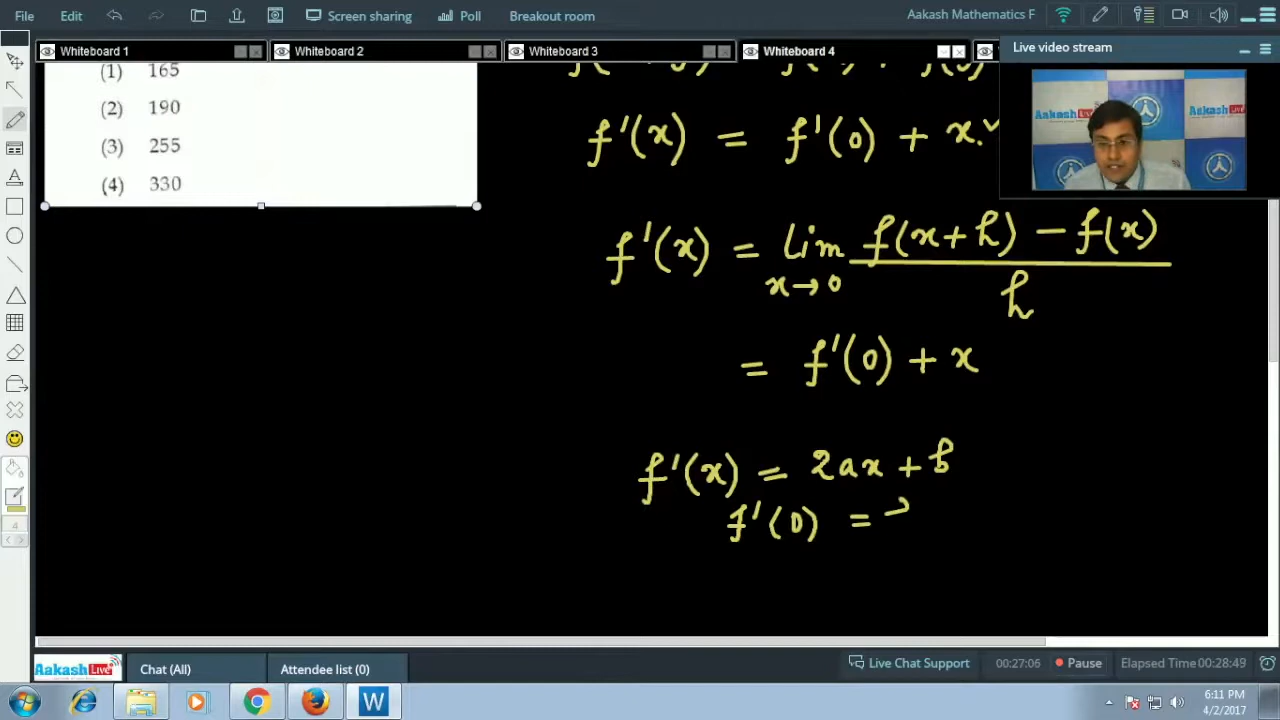 File Edit Screen sharing Poll Breakout room Aakash Mathematics F
Whiteboard 1 Whiteboard 2 Whiteboard 3 Whiteboard 4
Live video stream
(1) 165
(2) 190
(3) 255
(4) 330
f'(x) = f'(0) + x.
f'(x) = lim x→0 f(x+h) - f(x)
h
= f'(0) + x
f'(x) = 2ax + b
f'(0) =
Aakash Live Chat (All) Attendee list (0) Live Chat Support 00:27:06 Pause Elapsed Time 00:28:49
6:11 PM
4/2/2017